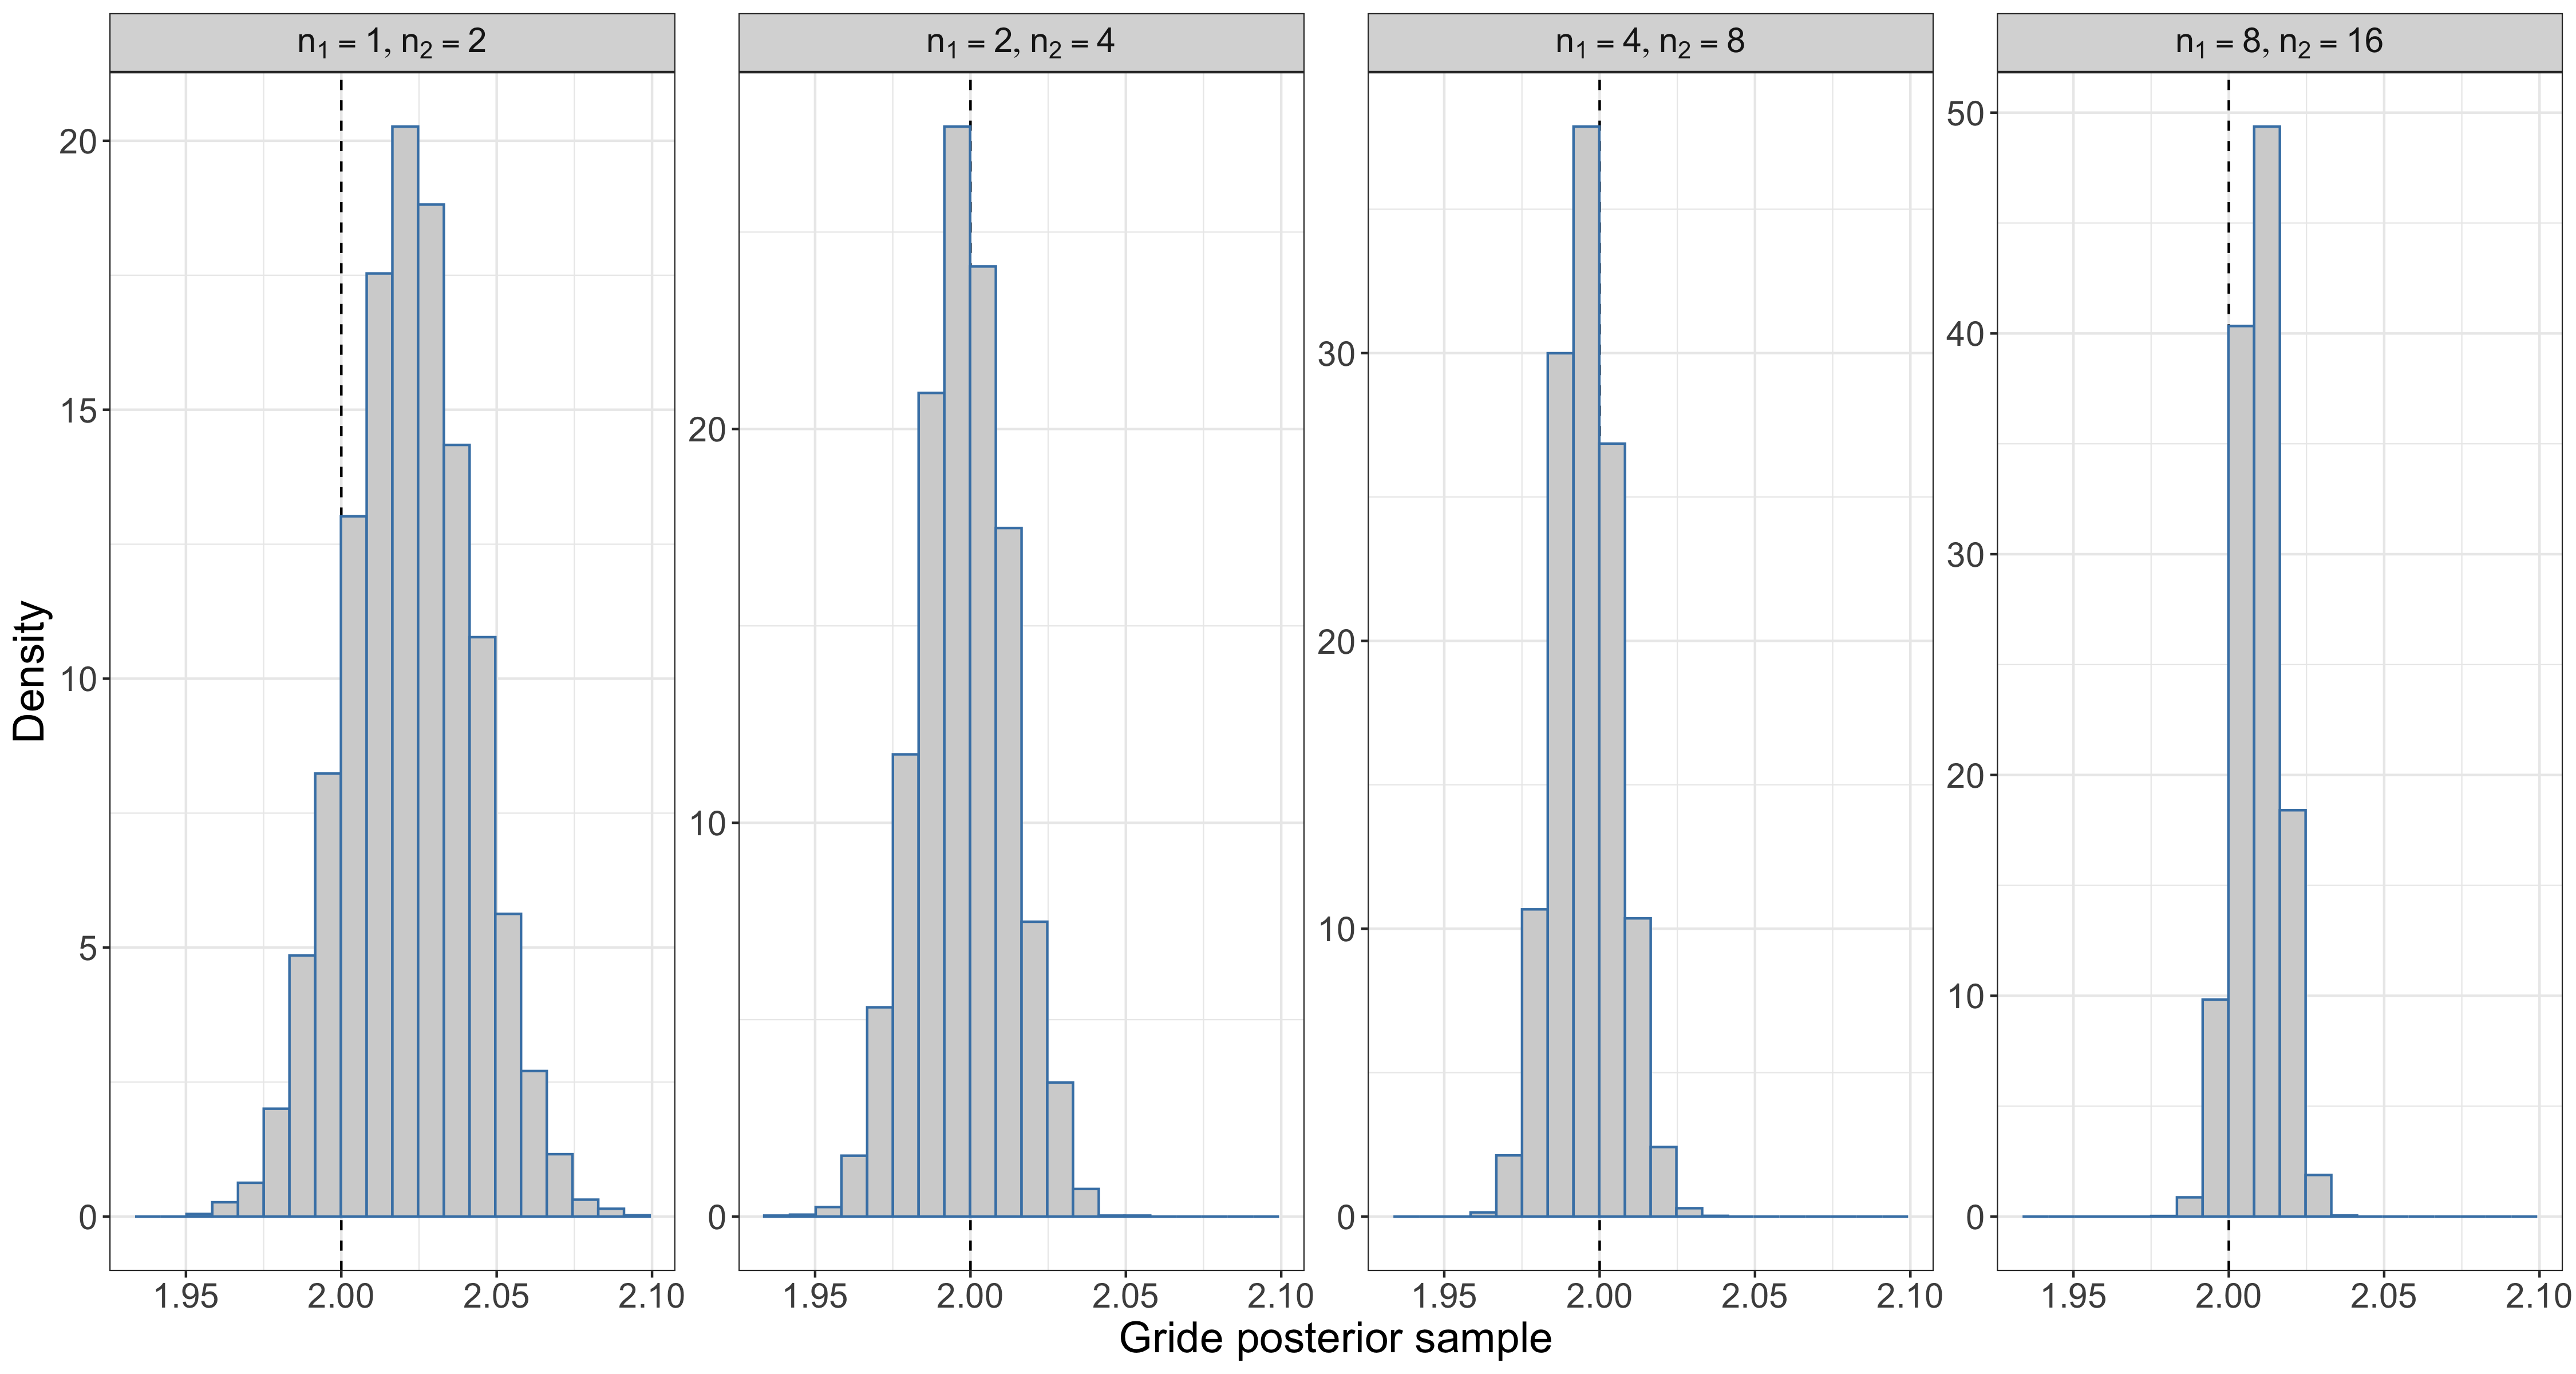 n₁ = 1, n₂ = 2
n₁ = 2, n₂ = 4
n₁ = 4, n₂ = 8
n₁ = 8, n₂ = 16
Density
20
15
10
5
0
20
10
0
30
20
10
0
50
40
30
20
10
0
1.95 2.00 2.05 2.10
1.95 2.00 2.05 2.10
1.95 2.00 2.05 2.10
1.95 2.00 2.05 2.10
Gride posterior sample